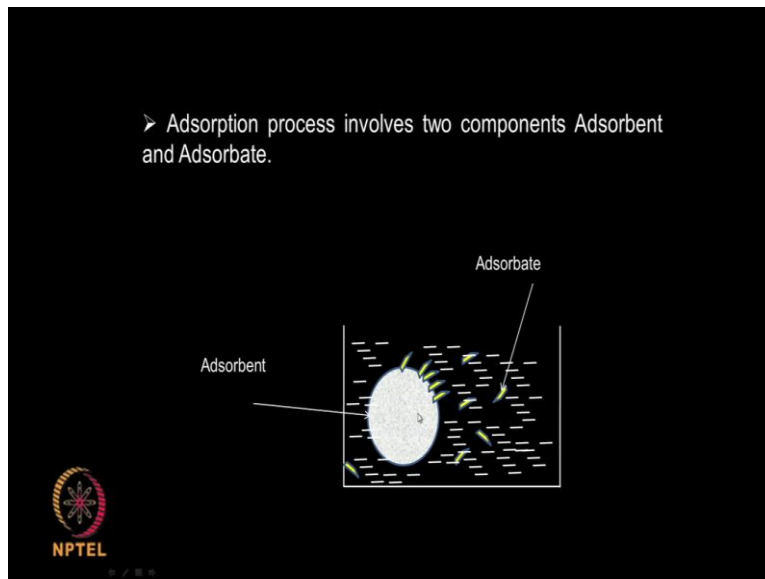 ➢ Adsorption process involves two components Adsorbent
and Adsorbate.
Adsorbate
Adsorbent
NPTEL